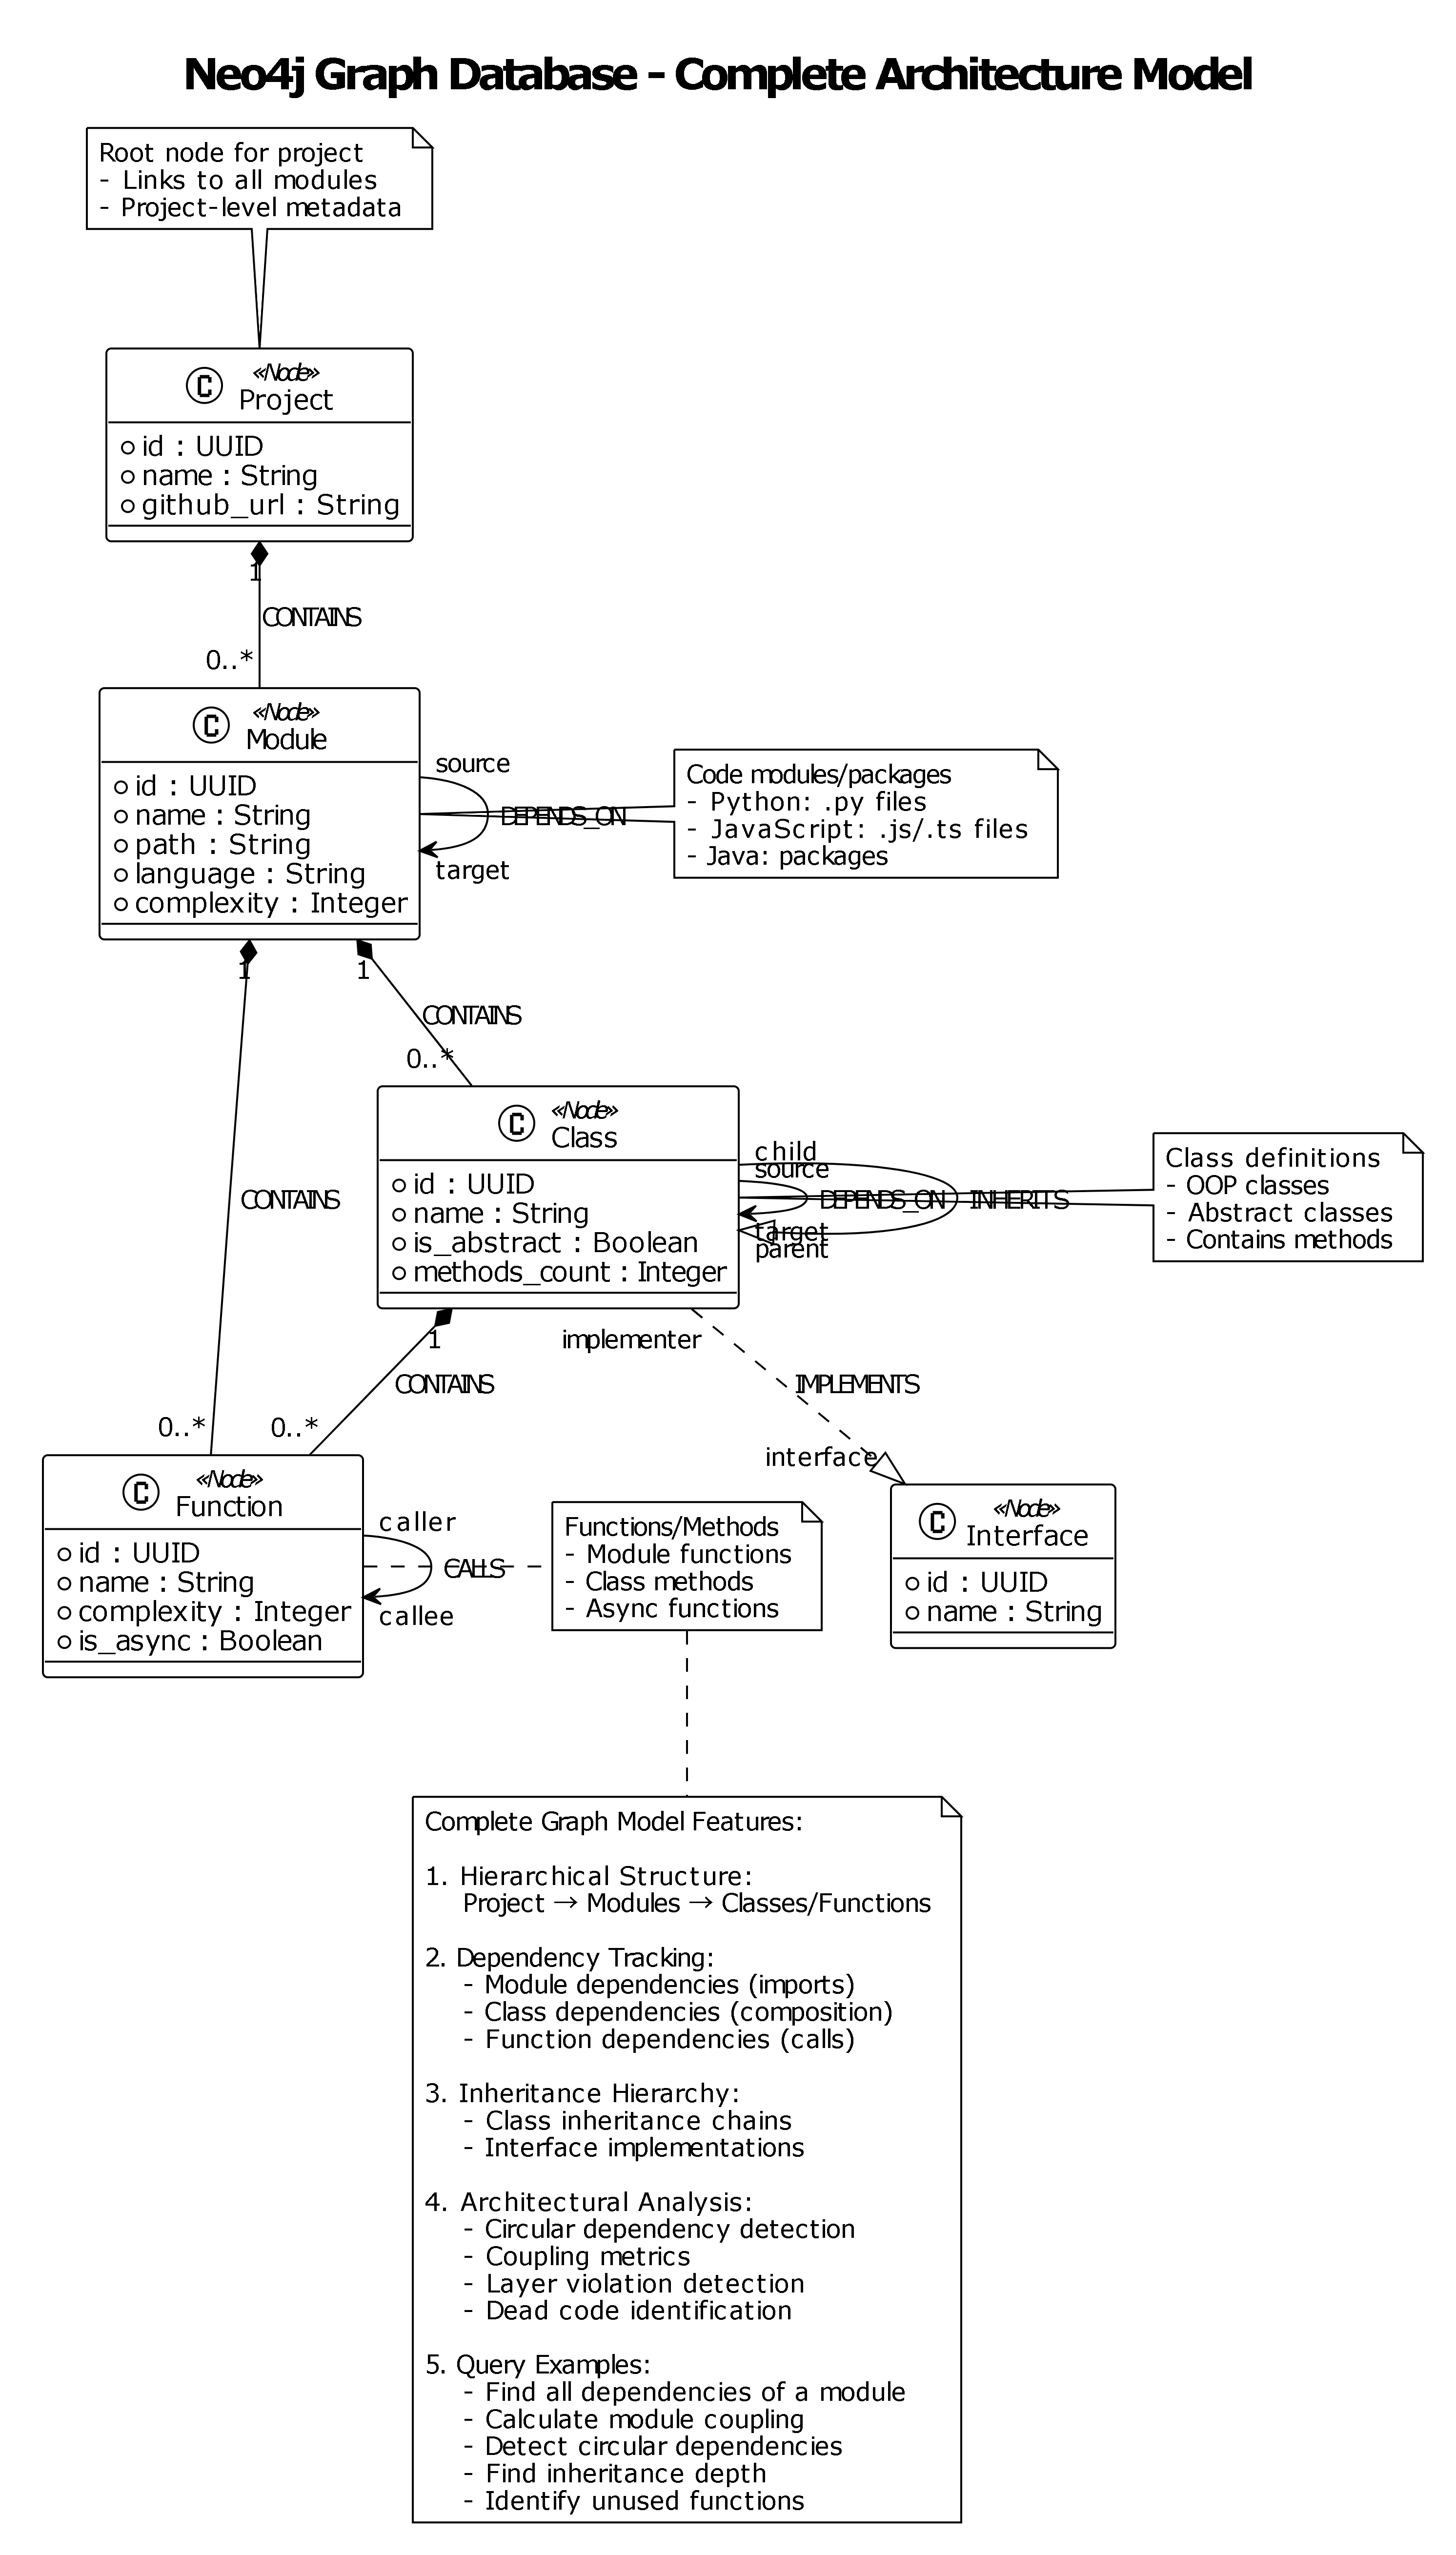 Neo4j Graph Database - Complete Architecture Model
Root node for project
- Links to all modules
- Project-level metadata
C
«Node»
Project
id : UUID
name : String
github_url : String
1
CONTAINS
0..*
C
«Node»
Module
id : UUID
name : String
path : String
language : String
complexity : Integer
source
DEPENDS_ON
target
Code modules/packages
- Python: .py files
- JavaScript: .js/.ts files
- Java: packages
1
1
CONTAINS
0..*
C
«Node»
Class
id : UUID
name : String
is_abstract : Boolean
methods_count : Integer
child
source
DEPENDS_ON
INHERITS
target
parent
Class definitions
- OOP classes
- Abstract classes
- Contains methods
CONTAINS
1
implementer
CONTAINS
IMPLEMENTS
0..*
0..*
interface
C
«Node»
Function
id : UUID
name : String
complexity : Integer
is_async : Boolean
caller
CALLS
callee
Functions/Methods
- Module functions
- Class methods
- Async functions
C
«Node»
Interface
id : UUID
name : String
Complete Graph Model Features:
1. Hierarchical Structure:
Project → Modules → Classes/Functions
2. Dependency Tracking:
- Module dependencies (imports)
- Class dependencies (composition)
- Function dependencies (calls)
3. Inheritance Hierarchy:
- Class inheritance chains
- Interface implementations
4. Architectural Analysis:
- Circular dependency detection
- Coupling metrics
- Layer violation detection
- Dead code identification
5. Query Examples:
- Find all dependencies of a module
- Calculate module coupling
- Detect circular dependencies
- Find inheritance depth
- Identify unused functions